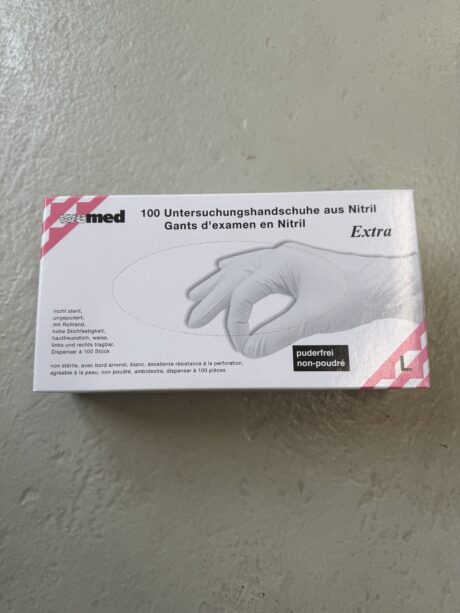 wemed
100 Untersuchungshandschuhe aus Nitril
Gants d'examen en Nitril
Extra
nicht steril,
ungepudert,
mit Rollrand,
hohe Stichfestigkeit,
hautfreundlich, weiss,
links und rechts tragbar,
Dispenser à 100 Stück
non stérile, avec bord arrondi, blanc, excellente résistance à la perforation,
agréable à la peau, non poudré, ambidextre, dispenser à 100 pièces
puderfrei
non-poudré
L